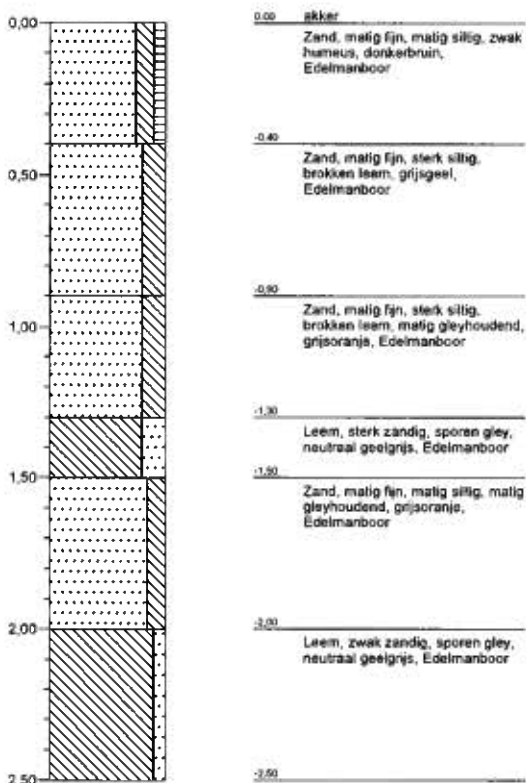 0,00
0,50
1,00
1,50
2,00
2,50
0.00 akker
Zand, matig fijn, matig siltig, zwak
humeus, donkerbruin,
Edelmanboor
-0,40
Zand, matig fijn, sterk siltig,
brokken leem, grijsgeel,
Edelmanboor
-0,90
Zand, matig fijn, sterk siltig,
brokken leem, matig gleyhoudend,
grijsoranje, Edelmanboor
-1,30
Leem, sterk zandig, sporen gley,
neutraal geelgrijs, Edelmanboor
-1,50
Zand, matig fijn, matig siltig, matig
gleyhoudend, grijsoranje,
Edelmanboor
-2,00
Leem, zwak zandig, sporen gley,
neutraal geelgrijs, Edelmanboor
-2,50